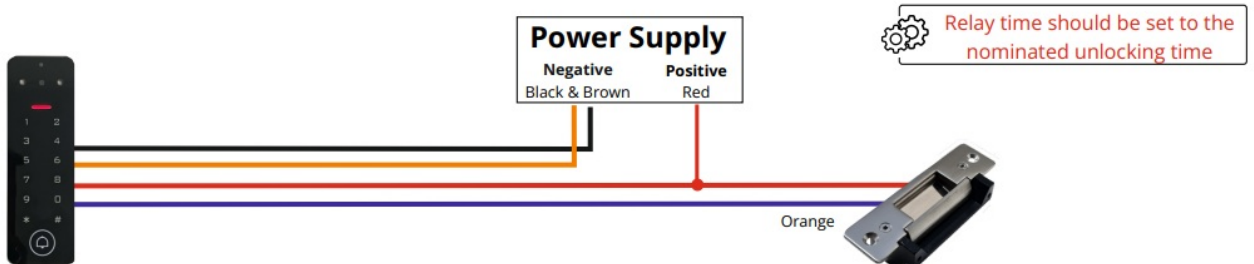 Power Supply
Negative Positive
Black & Brown Red
Relay time should be set to the
nominated unlocking time
1 2
3 4
5 6
7 8
9 0
* #
Orange